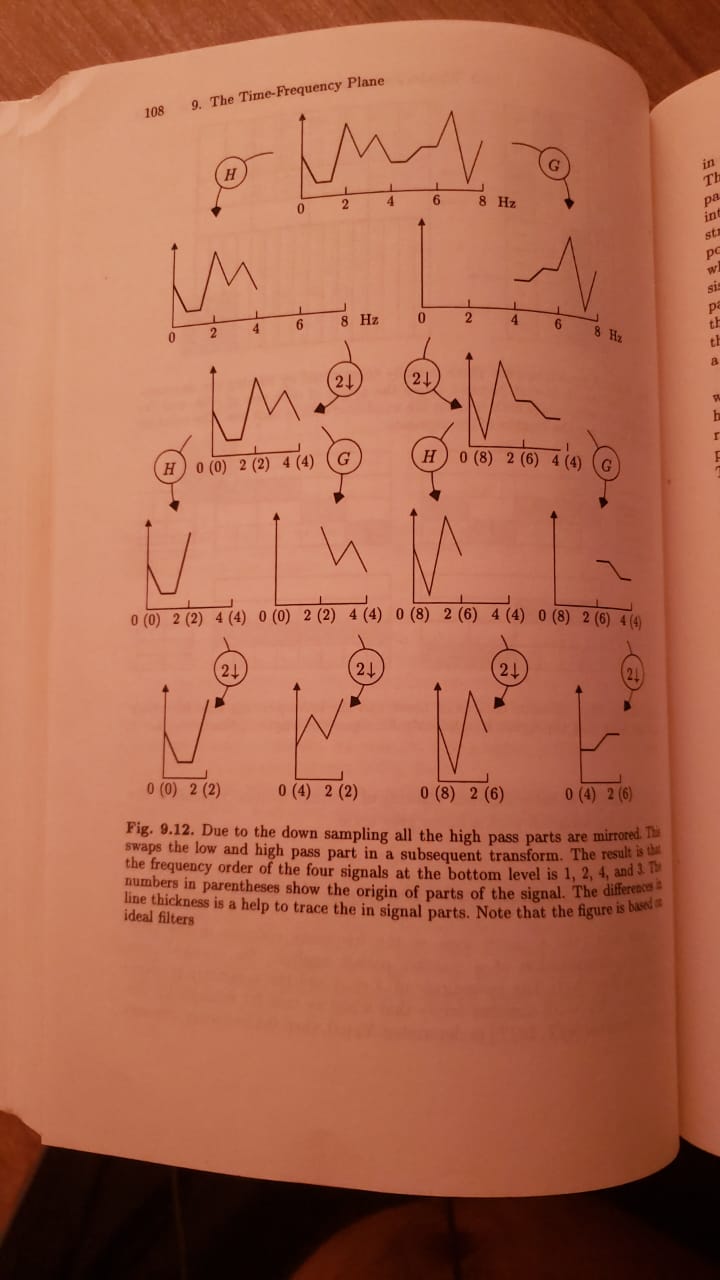 108 9. The Time-Frequency Plane
H G
0 2 4 6 8 Hz
0 2 4 6 8 Hz 0 2 4 6 8 Hz
2↓ 2↓
H 0 (0) 2 (2) 4 (4) G H 0 (8) 2 (6) 4 (4) G
0 (0) 2 (2) 4 (4) 0 (0) 2 (2) 4 (4) 0 (8) 2 (6) 4 (4) 0 (8) 2 (6) 4 (4)
2↓ 2↓ 2↓ 2↓
0 (0) 2 (2) 0 (4) 2 (2) 0 (8) 2 (6) 0 (4) 2 (6)
Fig. 9.12. Due to the down sampling all the high pass parts are mirrored. This
swaps the low and high pass part in a subsequent transform. The result is that
the frequency order of the four signals at the bottom level is 1, 2, 4, and 3. The
numbers in parentheses show the origin of parts of the signal. The differences in
line thickness is a help to trace the in signal parts. Note that the figure is based on
ideal filters
in
Th
pa
int
str
po
wh
sis
pa
th
th
a
w
h
r